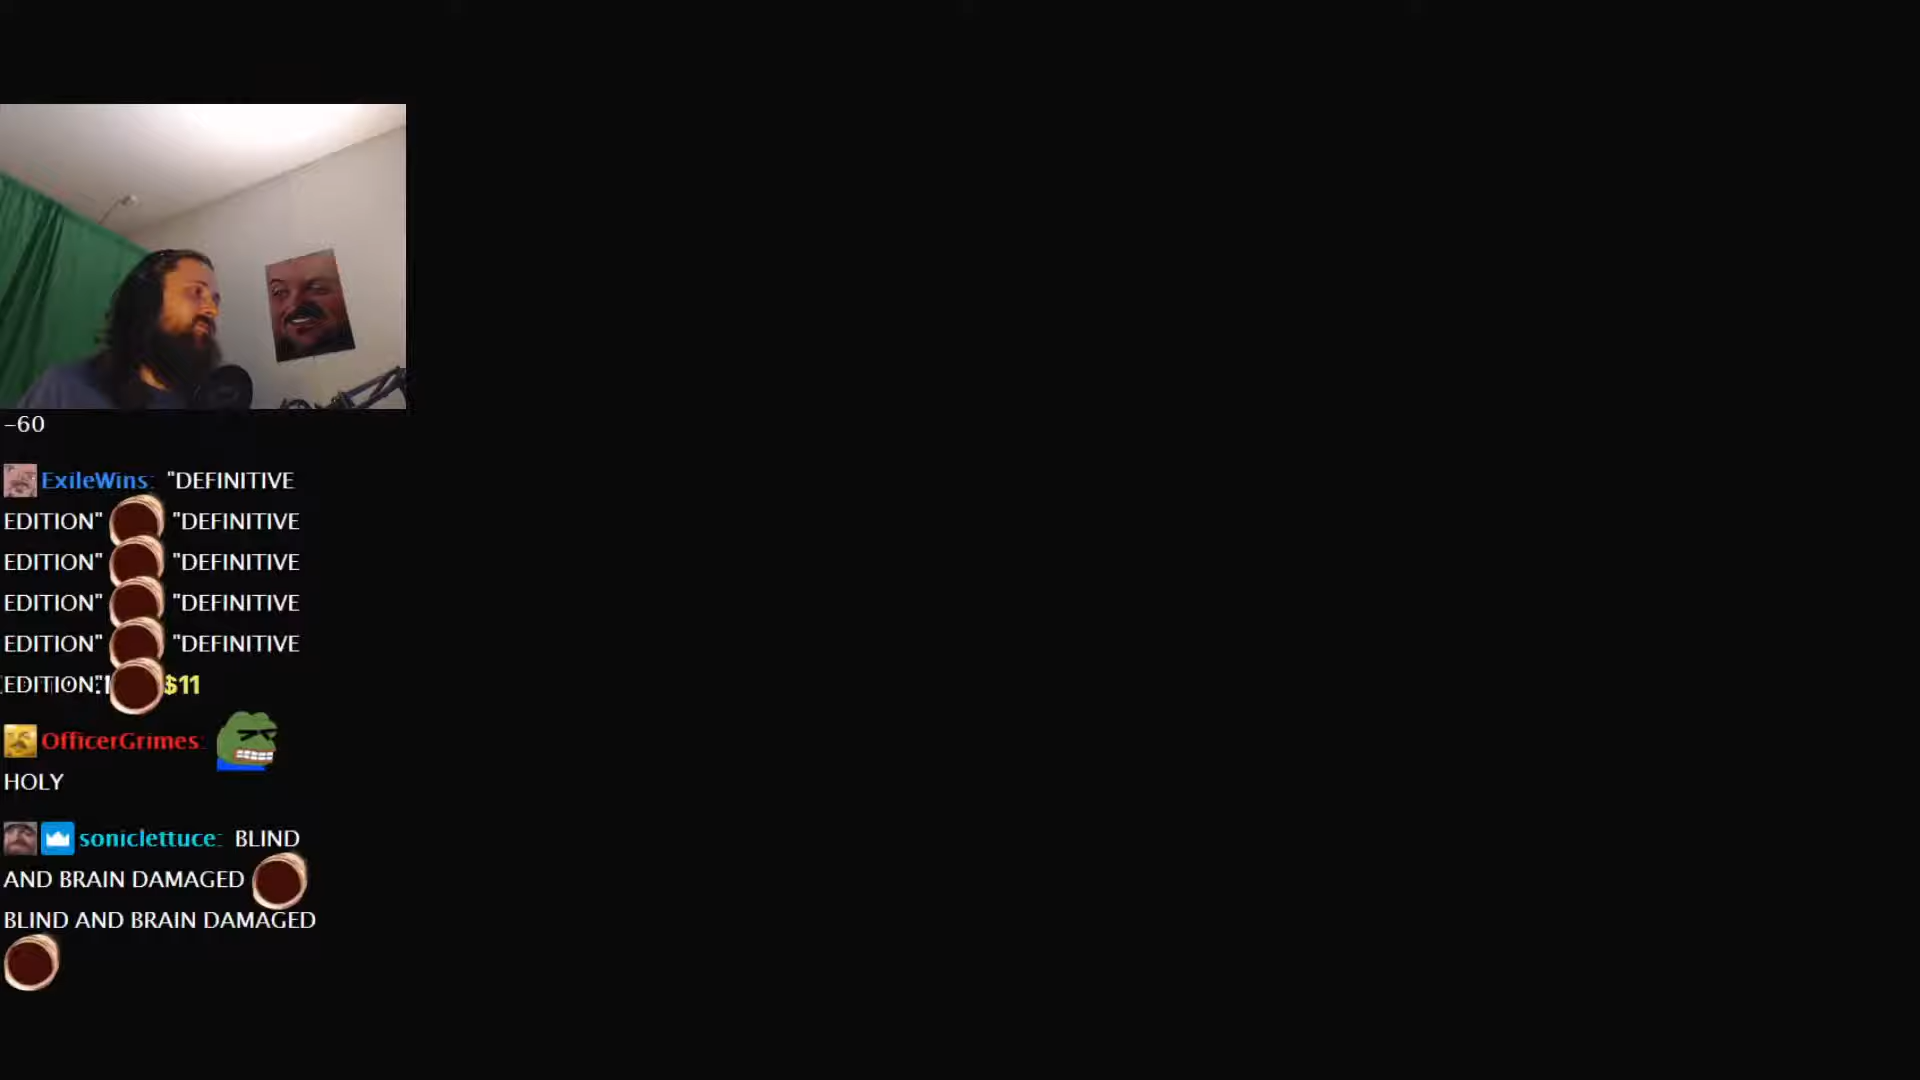 -60
ExileWins: "DEFINITIVE
EDITION" "DEFINITIVE
EDITION" "DEFINITIVE
EDITION" "DEFINITIVE
EDITION" "DEFINITIVE
EDITION" $11
OfficerGrimes:
HOLY
soniclettuce: BLIND
AND BRAIN DAMAGED
BLIND AND BRAIN DAMAGED